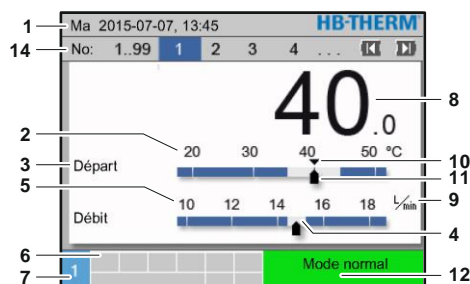 1 Ma 2015-07-07, 13:45 HB-THERM
14 No: 1..99 1 2 3 4 ...
40.0 8
2 20 30 40 50 °C 10
3 Départ 11
5 10 12 14 16 18 L/min 9
Débit 4
6 Mode normal
7 1 12